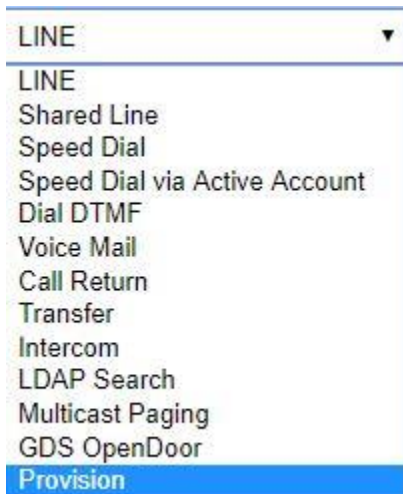 LINE
LINE
Shared Line
Speed Dial
Speed Dial via Active Account
Dial DTMF
Voice Mail
Call Return
Transfer
Intercom
LDAP Search
Multicast Paging
GDS OpenDoor
Provision